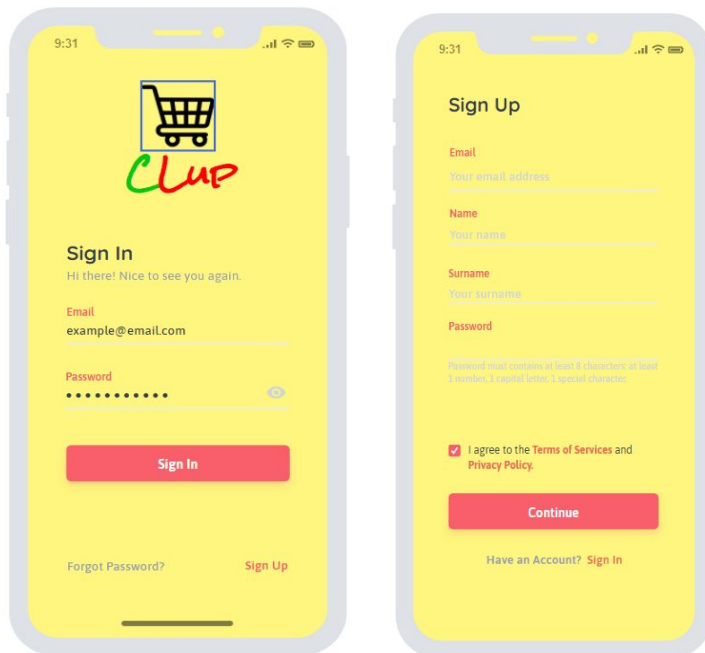 9:31
CLup
Sign In
Hi there! Nice to see you again.
Email
example@email.com
Password
•••••••••••
Sign In
Forgot Password?
Sign Up
9:31
Sign Up
Email
Your email address
Name
Your name
Surname
Your surname
Password
Password must contains at least 8 characters: at least
1 number, 1 capital letter, 1 special character.
I agree to the Terms of Services and
Privacy Policy.
Continue
Have an Account? Sign In